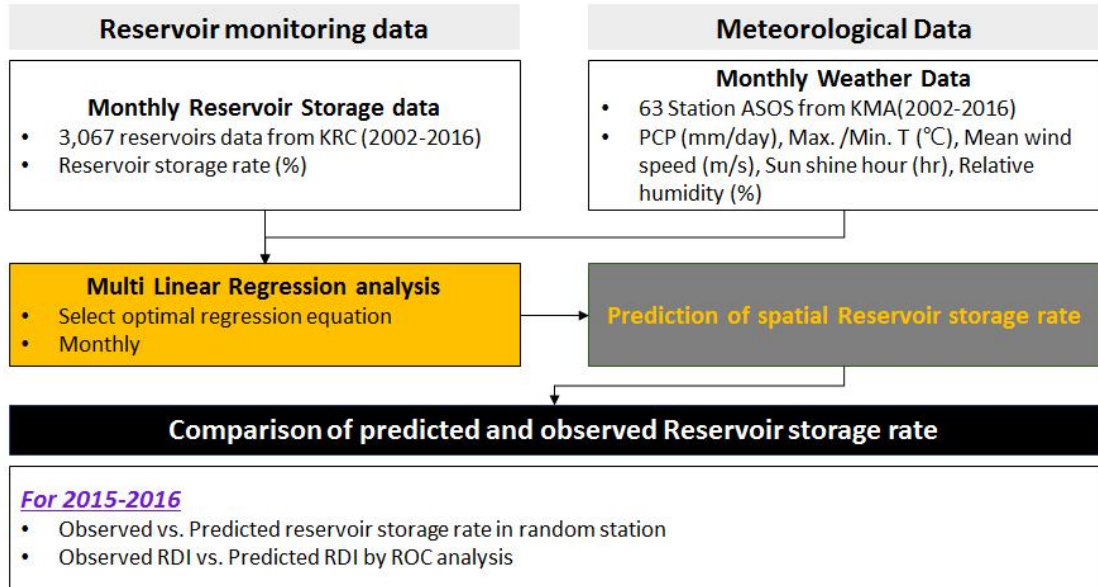 Reservoir monitoring data
Meteorological Data
Monthly Reservoir Storage data
• 3,067 reservoirs data from KRC (2002-2016)
• Reservoir storage rate (%)
Monthly Weather Data
• 63 Station ASOS from KMA(2002-2016)
• PCP (mm/day), Max. /Min. T (℃), Mean wind
speed (m/s), Sun shine hour (hr), Relative
humidity (%)
Multi Linear Regression analysis
• Select optimal regression equation
• Monthly
Prediction of spatial Reservoir storage rate
Comparison of predicted and observed Reservoir storage rate
For 2015-2016
• Observed vs. Predicted reservoir storage rate in random station
• Observed RDI vs. Predicted RDI by ROC analysis